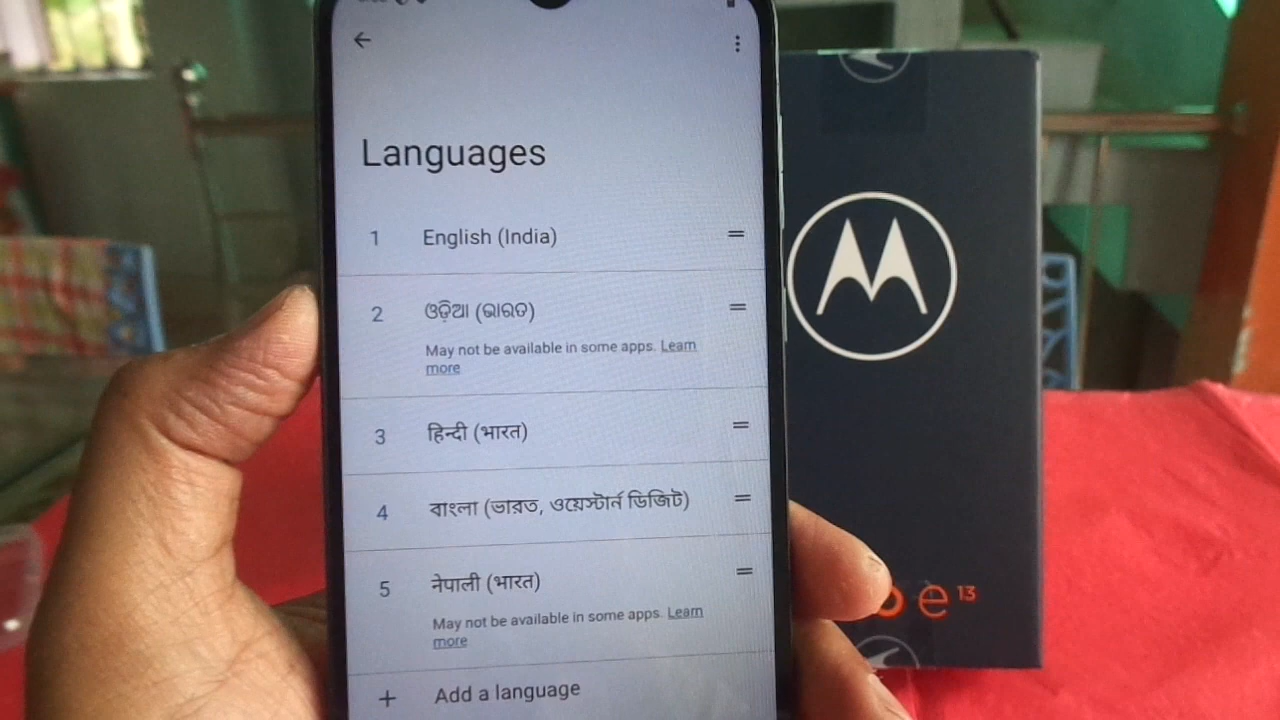 Languages
1 English (India)
2 ଓଡ଼ିଆ (ଭାରତ)
May not be available in some apps. Learn
more
3 हिन्दी (भारत)
4 বাংলা (ভারত, ওয়েস্টার্ন ডিজিট)
5 नेपाली (भारत)
May not be available in some apps. Learn
more
+ Add a language
e13